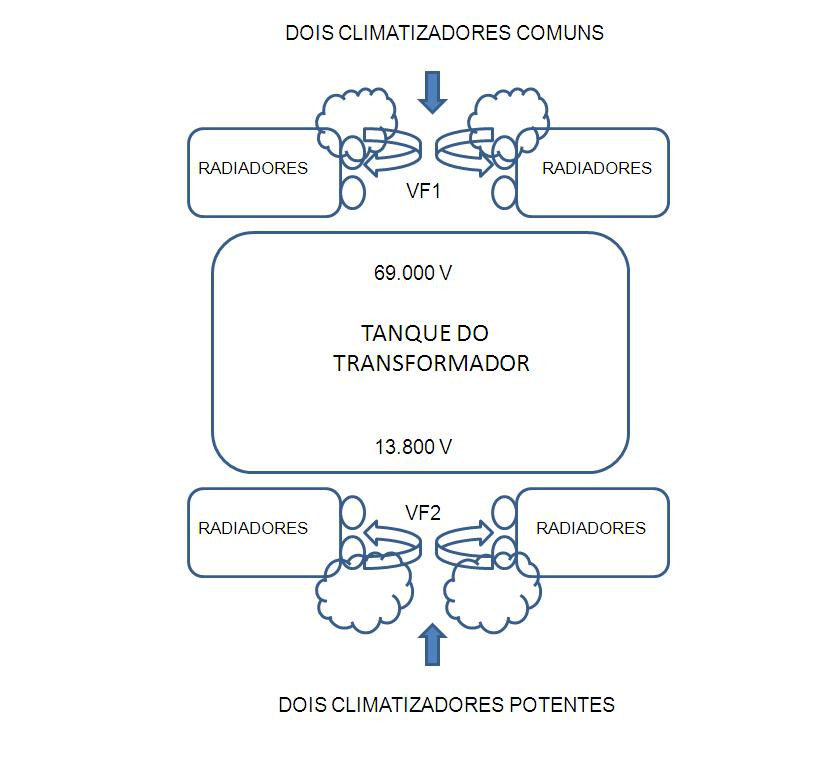 DOIS CLIMATIZADORES COMUNS
RADIADORES
RADIADORES
VF1
69.000 V
TANQUE DO
TRANSFORMADOR
13.800 V
VF2
RADIADORES
RADIADORES
DOIS CLIMATIZADORES POTENTES